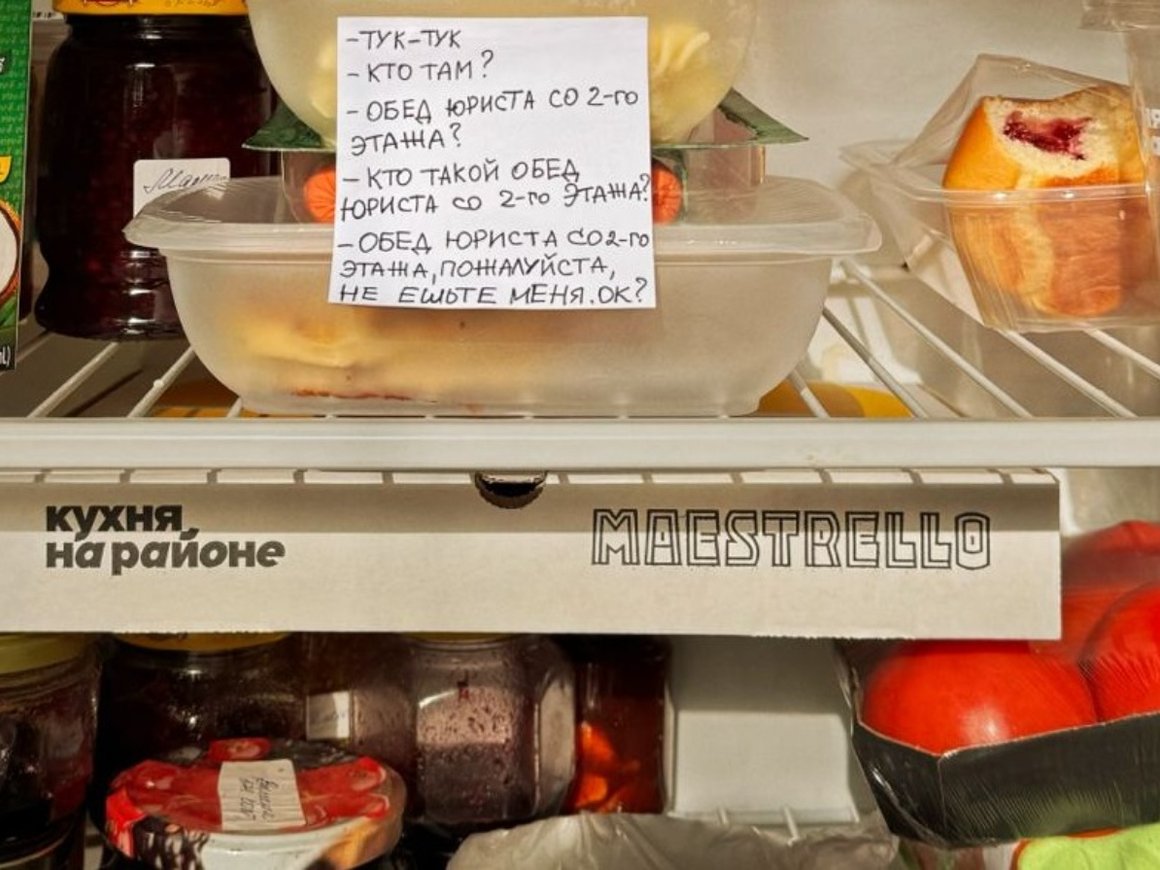 -ТУК-ТУК
- КТО ТАМ?
- ОБЕД ЮРИСТА СО 2-ГО
ЭТАЖА?
- КТО ТАКОЙ ОБЕД
ЮРИСТА СО 2-ГО ЭТАЖА?
- ОБЕД ЮРИСТА СО 2-ГО
ЭТАЖА, ПОЖАЛУЙСТА,
НЕ ЕШЬТЕ МЕНЯ. ОК?
кухня
на районе
MAESTRELLO